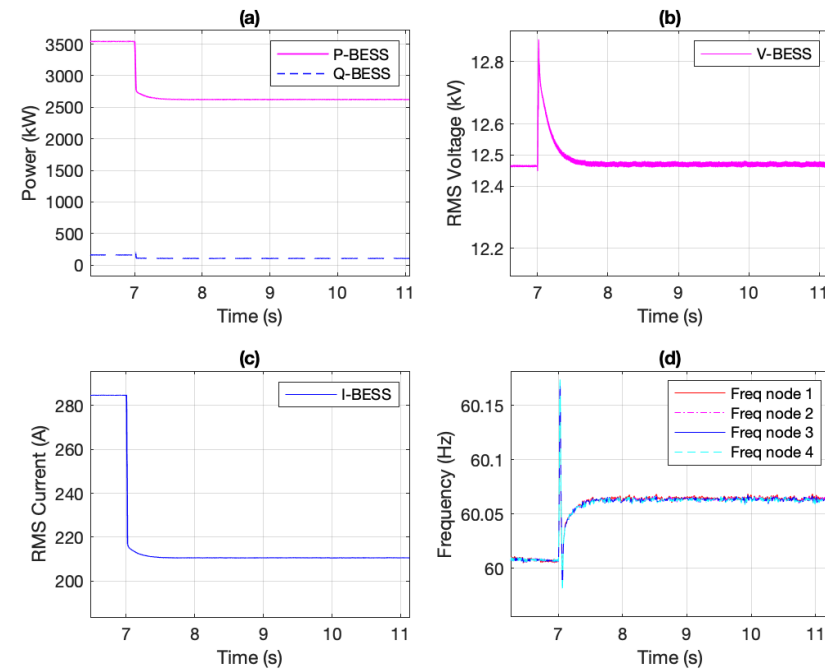 (a)
3500
3000
2500
2000
1500
1000
500
0
Power (kW)
P-BESS
Q-BESS
7
8
9
10
11
Time (s)
(b)
12.8
12.6
12.4
12.2
RMS Voltage (kV)
V-BESS
7
8
9
10
11
Time (s)
(c)
280
260
240
220
200
RMS Current (A)
I-BESS
7
8
9
10
11
Time (s)
(d)
60.15
60.1
60.05
60
Frequency (Hz)
Freq node 1
Freq node 2
Freq node 3
Freq node 4
7
8
9
10
11
Time (s)